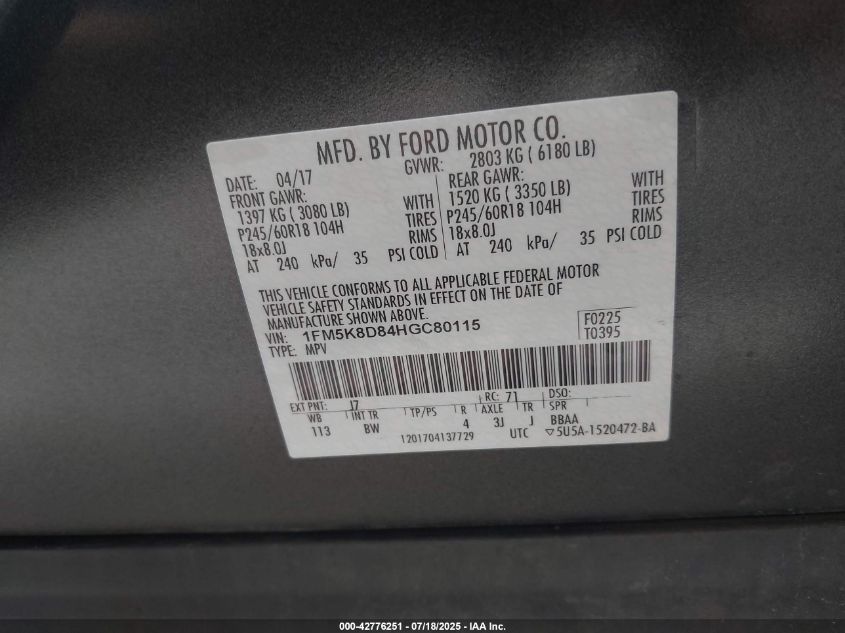 MFD. BY FORD MOTOR CO.
DATE: 04/17 GVWR: 2803 KG ( 6180 LB)
FRONT GAWR: REAR GAWR:
1397 KG ( 3080 LB) WITH 1520 KG ( 3350 LB) WITH
P245/60R18 104H TIRES P245/60R18 104H TIRES
18x8.0J RIMS 18x8.0J RIMS
AT 240 kPa/ 35 PSI COLD AT 240 kPa/ 35 PSI COLD
THIS VEHICLE CONFORMS TO ALL APPLICABLE FEDERAL MOTOR
VEHICLE SAFETY STANDARDS IN EFFECT ON THE DATE OF
MANUFACTURE SHOWN ABOVE.
VIN: 1FM5K8D84HGC80115 F0225
TYPE: MPV T0395
EXT PNT: J7 RC: 71 DSO:
WB INT TR TP/PS R AXLE TR SPR
113 BW 4 3J J BBAA
1201704137729 UTC ▽5U5A-1520472-BA
000-42776251 | 07/18/2025 | IAA Inc.